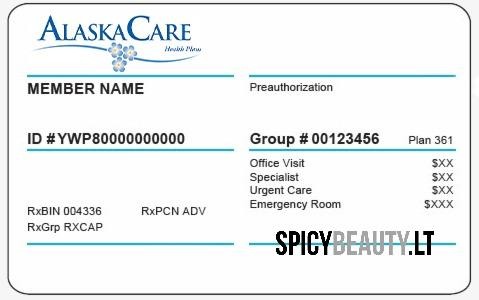 ALASKACARE
Health Plans
MEMBER NAME
Preauthorization
ID #YWP80000000000
Group # 00123456 Plan 361
Office Visit $XX
Specialist $XX
Urgent Care $XX
Emergency Room $XXX
RxBIN 004336 RxPCN ADV
RxGrp RXCAP
SPICYBEAUTY.LT